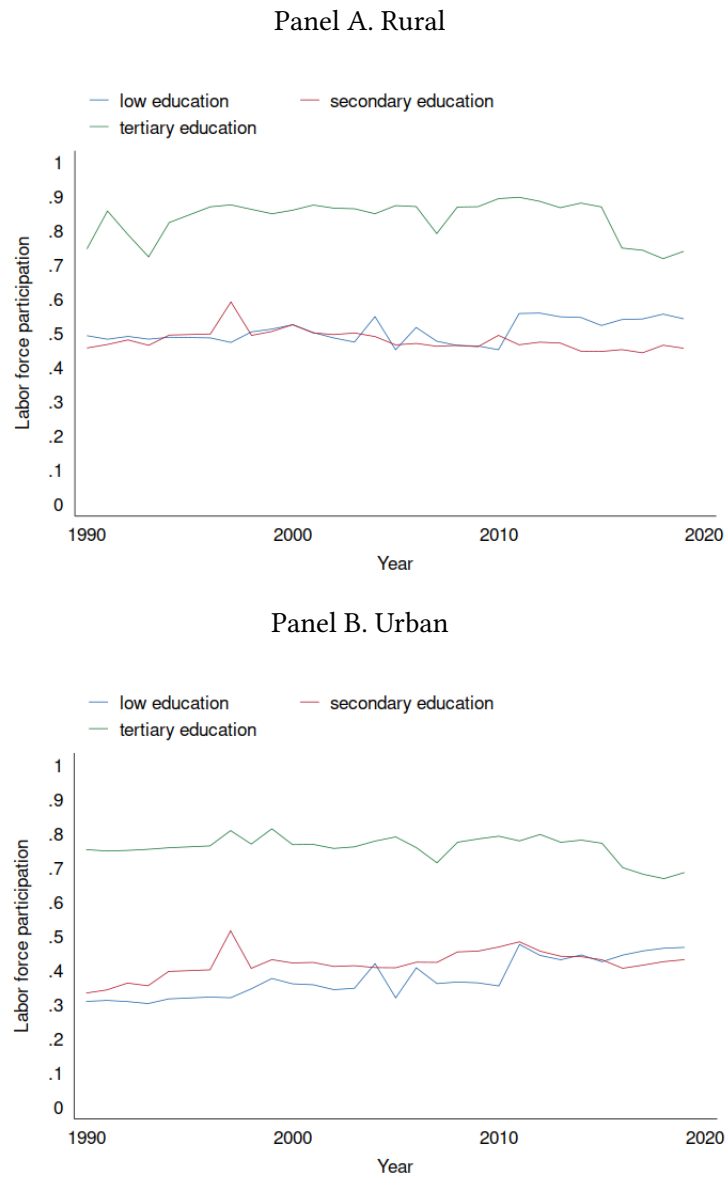 Panel A. Rural
low education
secondary education
tertiary education
1
.9
.8
.7
.6
.5
.4
.3
.2
.1
0
Labor force participation
1990
2000
2010
2020
Year
Panel B. Urban
low education
secondary education
tertiary education
1
.9
.8
.7
.6
.5
.4
.3
.2
.1
0
Labor force participation
1990
2000
2010
2020
Year